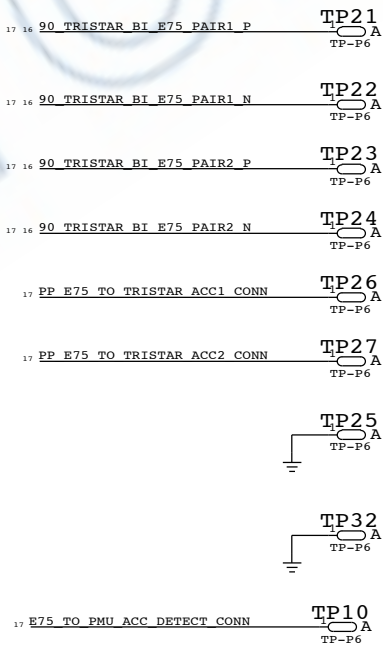 TP21
17 16 90_TRISTAR_BI_E75_PAIR1_P 1 A
TP-P6
TP22
17 16 90_TRISTAR_BI_E75_PAIR1_N 1 A
TP-P6
TP23
17 16 90_TRISTAR_BI_E75_PAIR2_P 1 A
TP-P6
TP24
17 16 90_TRISTAR_BI_E75_PAIR2_N 1 A
TP-P6
TP26
17 PP_E75_TO_TRISTAR_ACC1_CONN 1 A
TP-P6
TP27
17 PP_E75_TO_TRISTAR_ACC2_CONN 1 A
TP-P6
TP25
1 A
TP-P6
TP32
1 A
TP-P6
TP10
17 E75_TO_PMU_ACC_DETECT_CONN 1 A
TP-P6